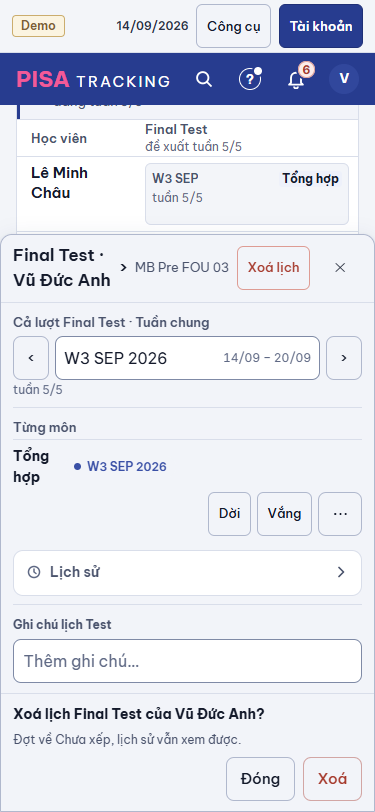 Demo
14/09/2026
Công cụ
Tài khoản
PISA TRACKING
?
6
V
Học viên
Final Test
đề xuất tuần 5/5
Lê Minh
Châu
W3 SEP
Tổng hợp
tuần 5/5
Final Test ·
Vũ Đức Anh
› MB Pre FOU 03
Xoá lịch
×
Cả lượt Final Test · Tuần chung
‹
W3 SEP 2026
14/09 – 20/09
›
tuần 5/5
Từng môn
Tổng
hợp
W3 SEP 2026
Dời
Vắng
...
Lịch sử
Ghi chú lịch Test
Thêm ghi chú...
Xoá lịch Final Test của Vũ Đức Anh?
Đợt về Chưa xếp, lịch sử vẫn xem được.
Đóng
Xoá